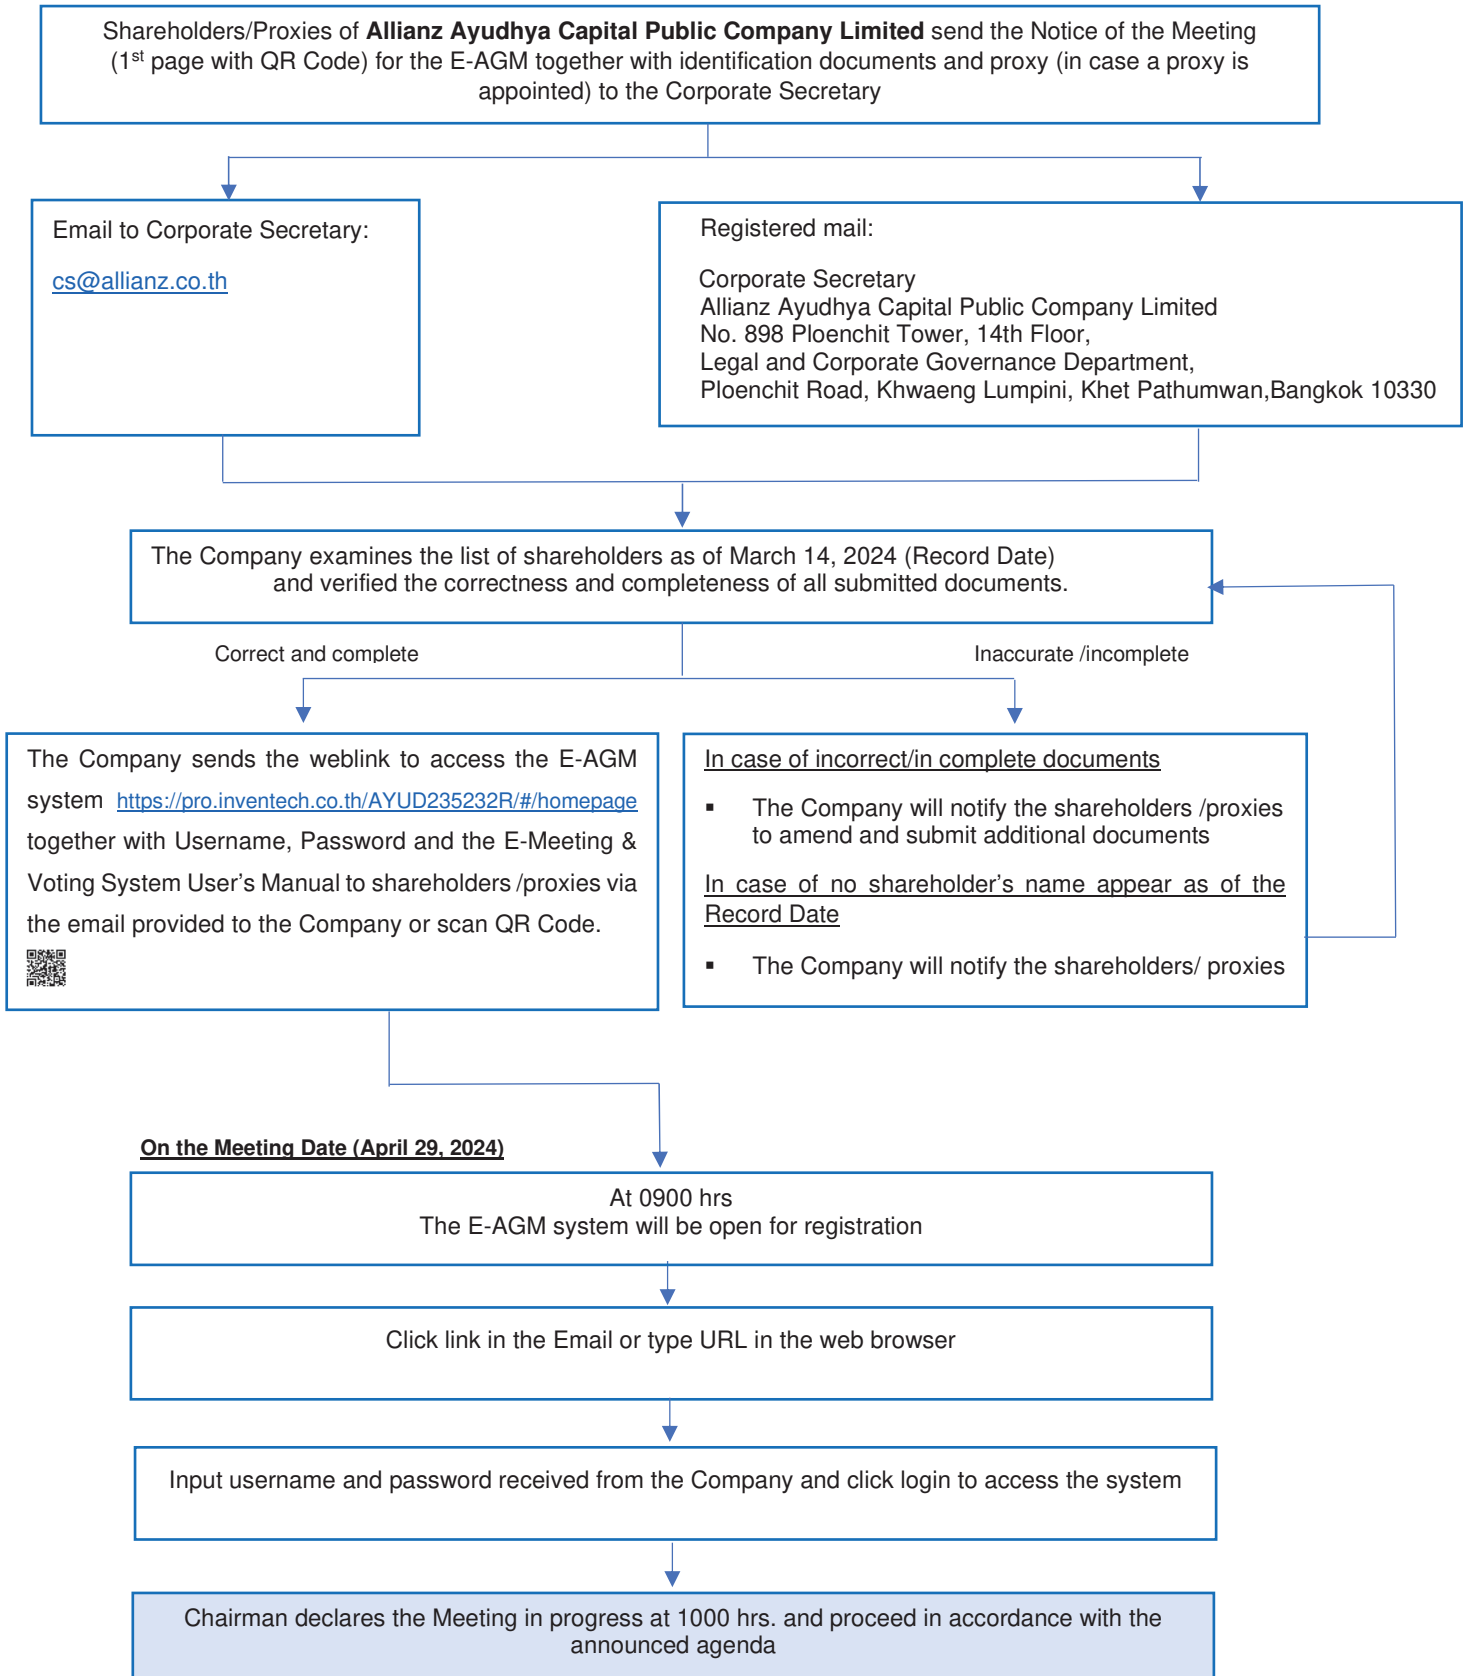 Shareholders/Proxies of Allianz Ayudhya Capital Public Company Limited send the Notice of the Meeting
(1st page with QR Code) for the E-AGM together with identification documents and proxy (in case a proxy is
appointed) to the Corporate Secretary
Email to Corporate Secretary:
cs@allianz.co.th
Registered mail:
Corporate Secretary
Allianz Ayudhya Capital Public Company Limited
No. 898 Ploenchit Tower, 14th Floor,
Legal and Corporate Governance Department,
Ploenchit Road, Khwaeng Lumpini, Khet Pathumwan,Bangkok 10330
The Company examines the list of shareholders as of March 14, 2024 (Record Date)
and verified the correctness and completeness of all submitted documents.
Correct and complete
Inaccurate /incomplete
The Company sends the weblink to access the E-AGM
system https://pro.inventech.co.th/AYUD235232R/#/homepage
together with Username, Password and the E-Meeting &
Voting System User's Manual to shareholders /proxies via
the email provided to the Company or scan QR Code.
In case of incorrect/in complete documents
▪ The Company will notify the shareholders /proxies
to amend and submit additional documents
In case of no shareholder's name appear as of the
Record Date
▪ The Company will notify the shareholders/ proxies
On the Meeting Date (April 29, 2024)
At 0900 hrs
The E-AGM system will be open for registration
Click link in the Email or type URL in the web browser
Input username and password received from the Company and click login to access the system
Chairman declares the Meeting in progress at 1000 hrs. and proceed in accordance with the
announced agenda